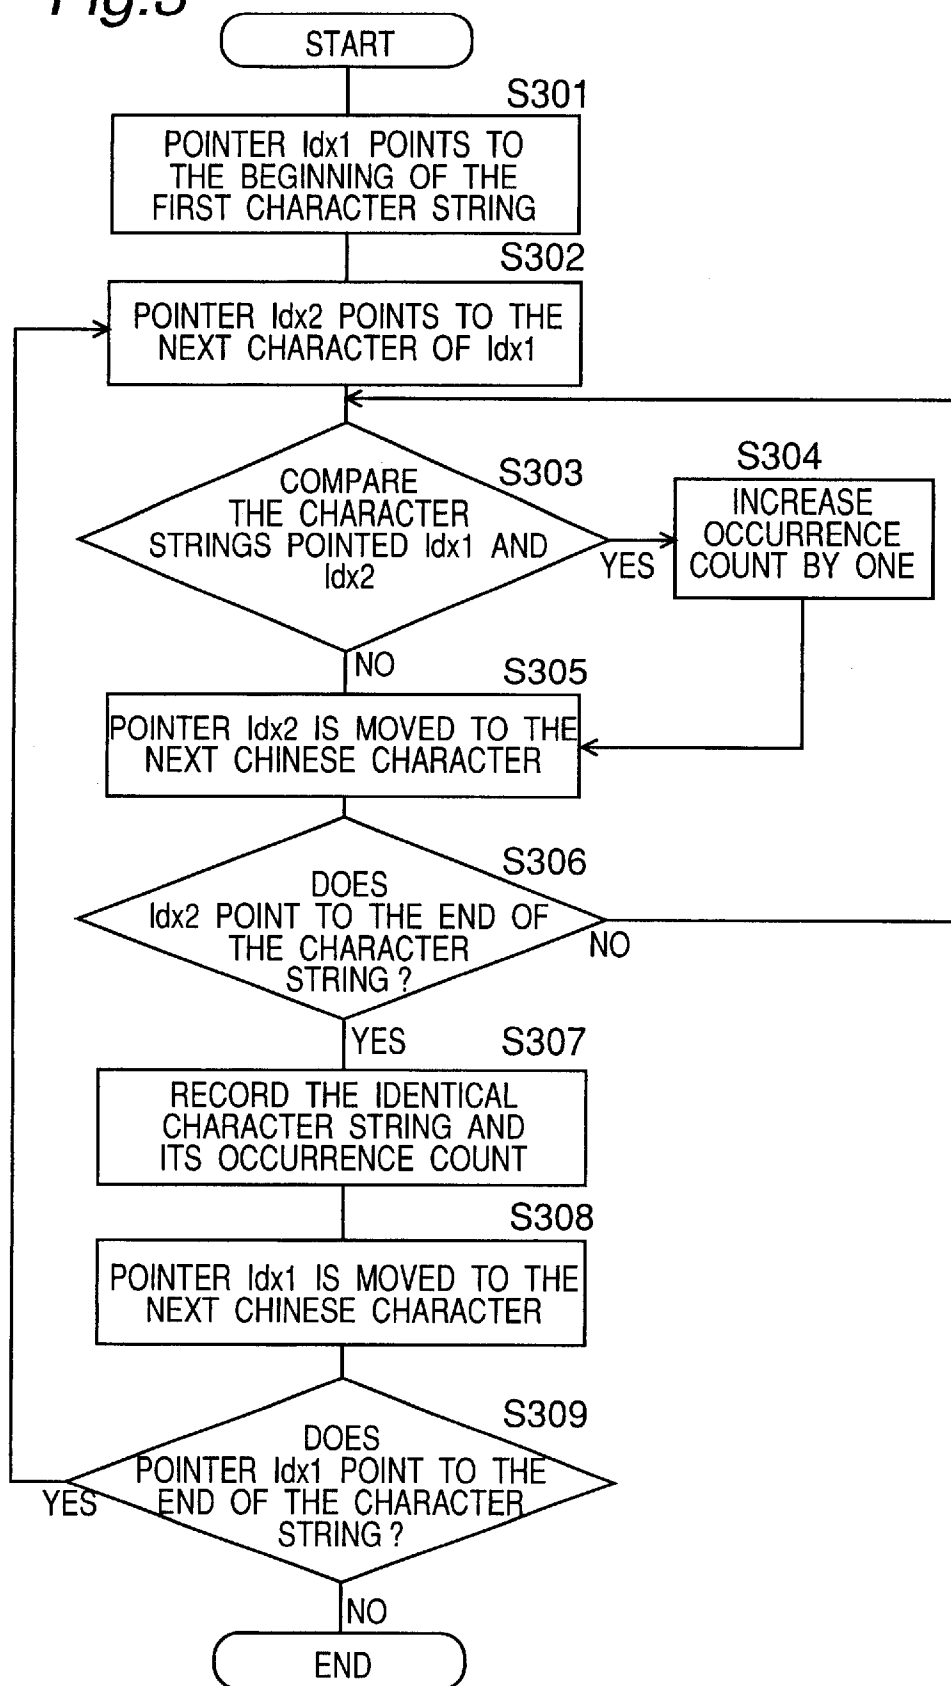 Fig.3
START
S301
POINTER Idx1 POINTS TO
THE BEGINNING OF THE
FIRST CHARACTER STRING
S302
POINTER Idx2 POINTS TO THE
NEXT CHARACTER OF Idx1
S303
COMPARE
THE CHARACTER
STRINGS POINTED Idx1 AND
Idx2
YES
S304
INCREASE
OCCURRENCE
COUNT BY ONE
NO
S305
POINTER Idx2 IS MOVED TO THE
NEXT CHINESE CHARACTER
S306
DOES
Idx2 POINT TO THE END OF
THE CHARACTER
STRING ?
NO
YES
S307
RECORD THE IDENTICAL
CHARACTER STRING AND
ITS OCCURRENCE COUNT
S308
POINTER Idx1 IS MOVED TO THE
NEXT CHINESE CHARACTER
S309
DOES
POINTER Idx1 POINT TO THE
END OF THE CHARACTER
STRING ?
YES
NO
END